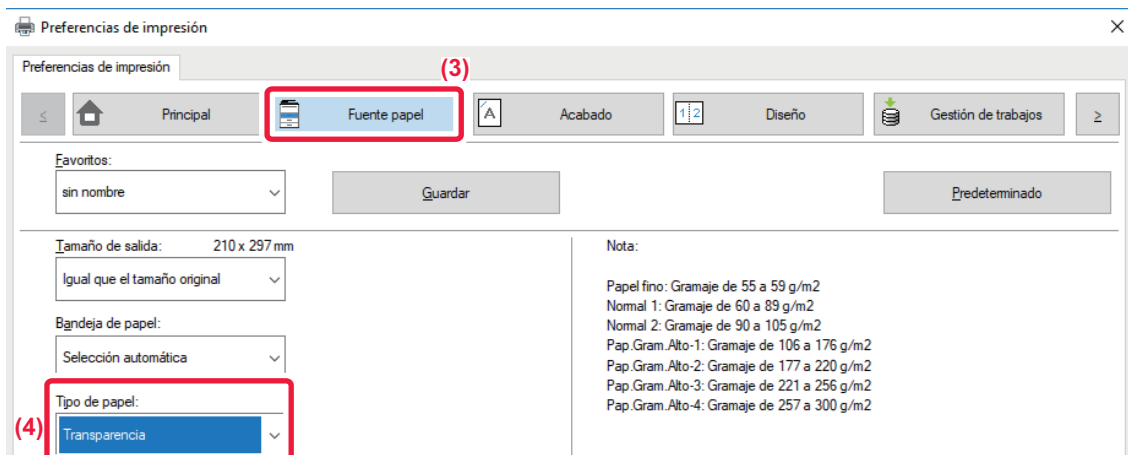 Preferencias de impresión
Preferencias de impresión
(3)
< Principal Fuente papel A Acabado 1 2 Diseño Gestión de trabajos >
Favoritos:
sin nombre Guardar Predeterminado
Tamaño de salida: 210 x 297 mm
Igual que el tamaño original
Bandeja de papel:
Selección automática
Tipo de papel:
(4) Transparencia
Nota:
Papel fino: Gramaje de 55 a 59 g/m2
Normal 1: Gramaje de 60 a 89 g/m2
Normal 2: Gramaje de 90 a 105 g/m2
Pap.Gram.Alto-1: Gramaje de 106 a 176 g/m2
Pap.Gram.Alto-2: Gramaje de 177 a 220 g/m2
Pap.Gram.Alto-3: Gramaje de 221 a 256 g/m2
Pap.Gram.Alto-4: Gramaje de 257 a 300 g/m2